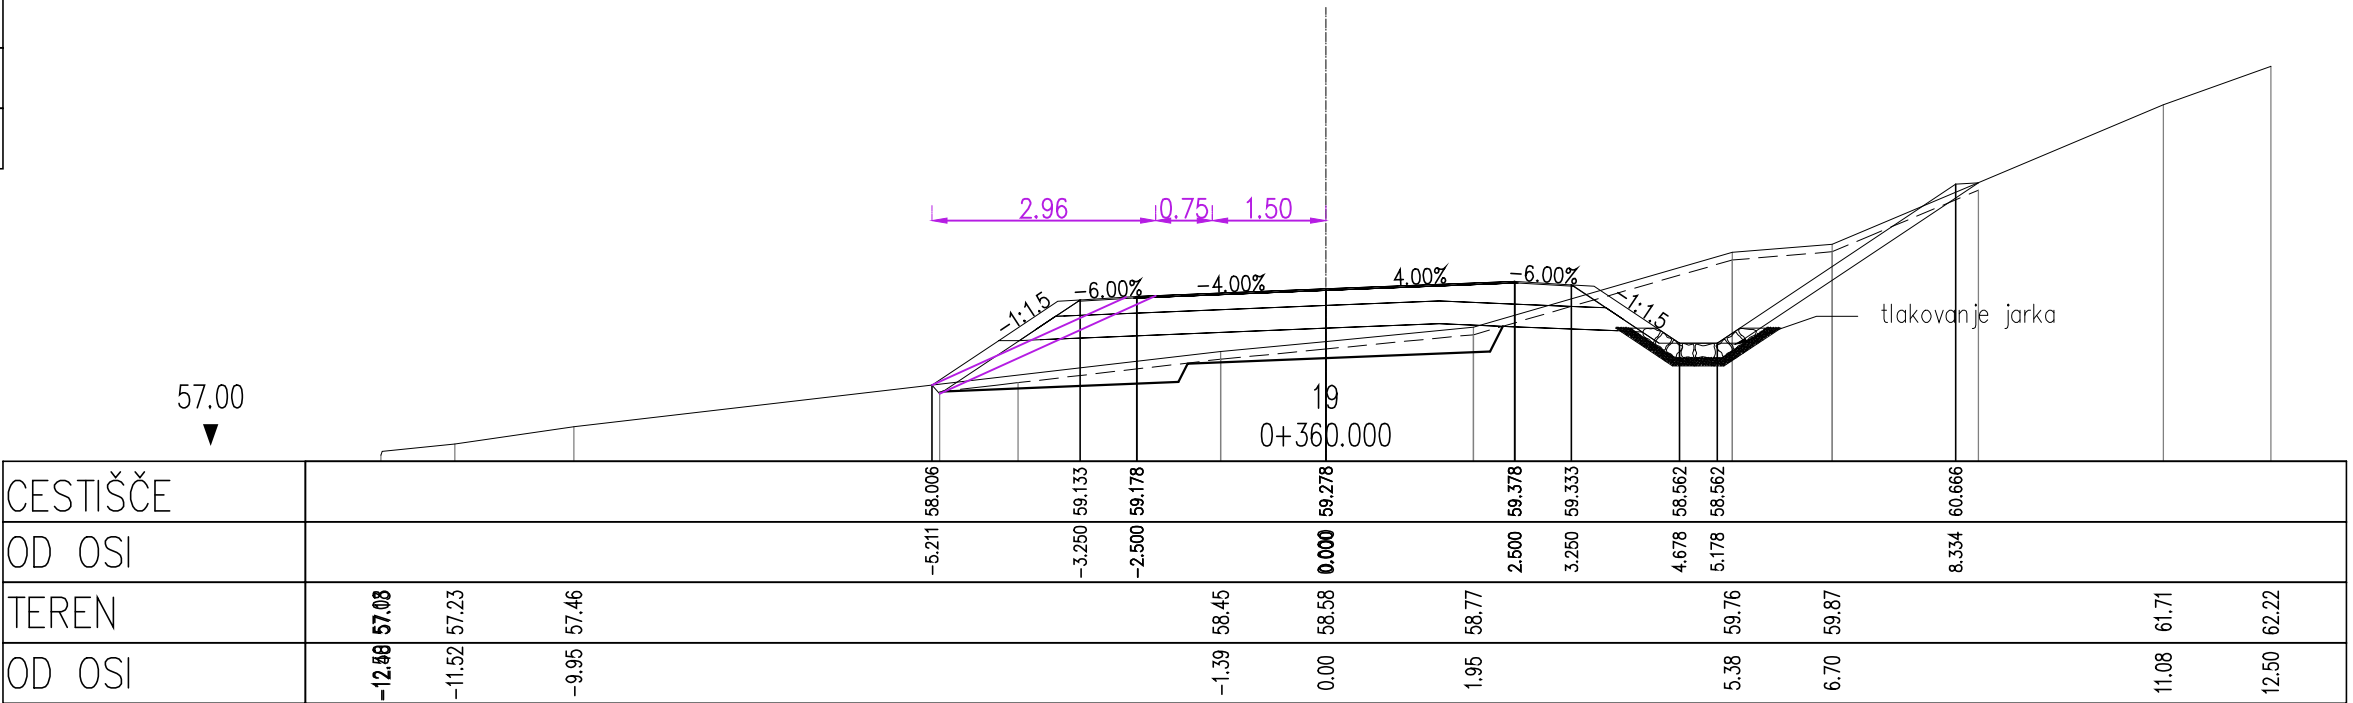 2.96 0.75 1.50
-1:1.5 -6.00% -4.00% 4.00% -6.00% -1:1.5
tlakovanje jarka
57.00
19
0+360.000
CESTIŠČE 58.006 59.133 59.178 59.278 59.378 59.333 58.562 58.562 60.666
OD OSI -5.211 -3.250 -2.500 0.000 2.500 3.250 4.678 5.178 8.334
TEREN 57.23 57.46 58.45 58.58 58.77 59.76 59.87 61.71 62.22
OD OSI -11.52 -9.95 -1.39 0.00 1.95 5.38 6.70 11.08 12.50